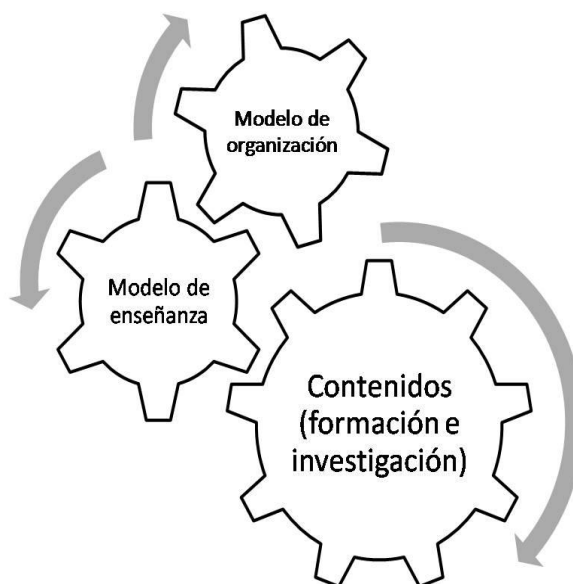 Modelo de
organización
Modelo de
enseñanza
Contenidos
(formación e
investigación)